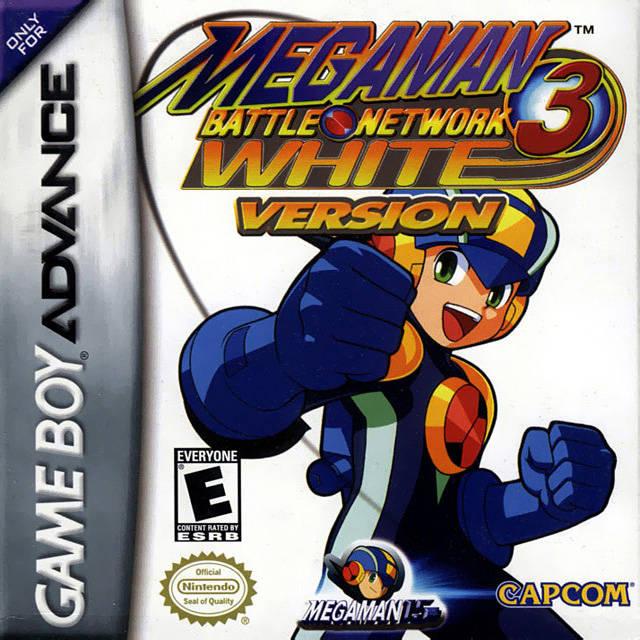 ONLY
FOR
GAME BOY ADVANCE
®
MEGAMAN™
BATTLE NETWORK 3
WHITE
VERSION
EVERYONE
E
®
CONTENT RATED BY
ESRB
Official
Nintendo
Seal of Quality
®
MEGAMAN 15
CAPCOM®